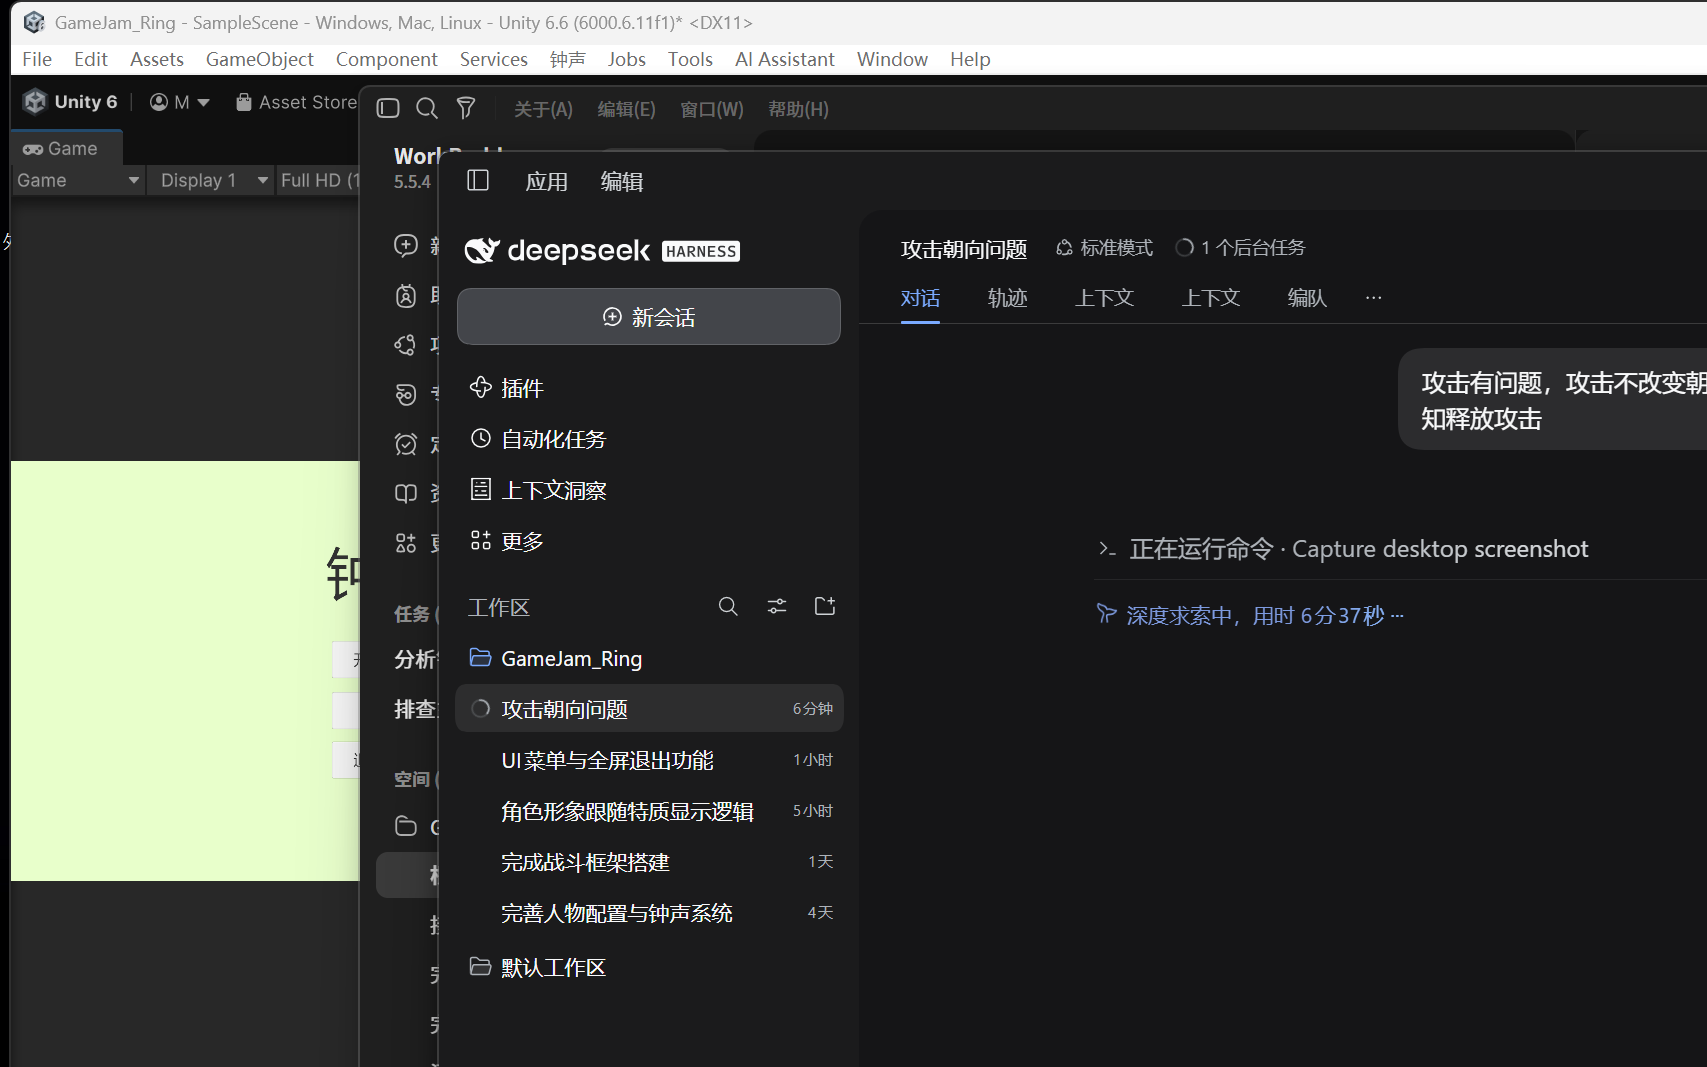 GameJam_Ring - SampleScene - Windows, Mac, Linux - Unity 6.6 (6000.6.11f1)* <DX11>
File Edit Assets GameObject Component Services 钟声 Jobs Tools AI Assistant Window Help
Unity 6 M Asset Store
关于(A) 编辑(E) 窗口(W) 帮助(H)
Game
Game Display 1 Full HD (1
5.5.4
应用 编辑
deepseek HARNESS
新会话
插件
自动化任务
上下文洞察
更多
工作区
GameJam_Ring
攻击朝向问题 6分钟
UI菜单与全屏退出功能 1小时
角色形象跟随特质显示逻辑 5小时
完成战斗框架搭建 1天
完善人物配置与钟声系统 4天
默认工作区
任务
分析
排查
空间
钟
攻击朝向问题 标准模式 1 个后台任务
对话 轨迹 上下文 上下文 编队 ···
攻击有问题，攻击不改变朝
知释放攻击
正在运行命令 · Capture desktop screenshot
深度求索中，用时 6分37秒 ···